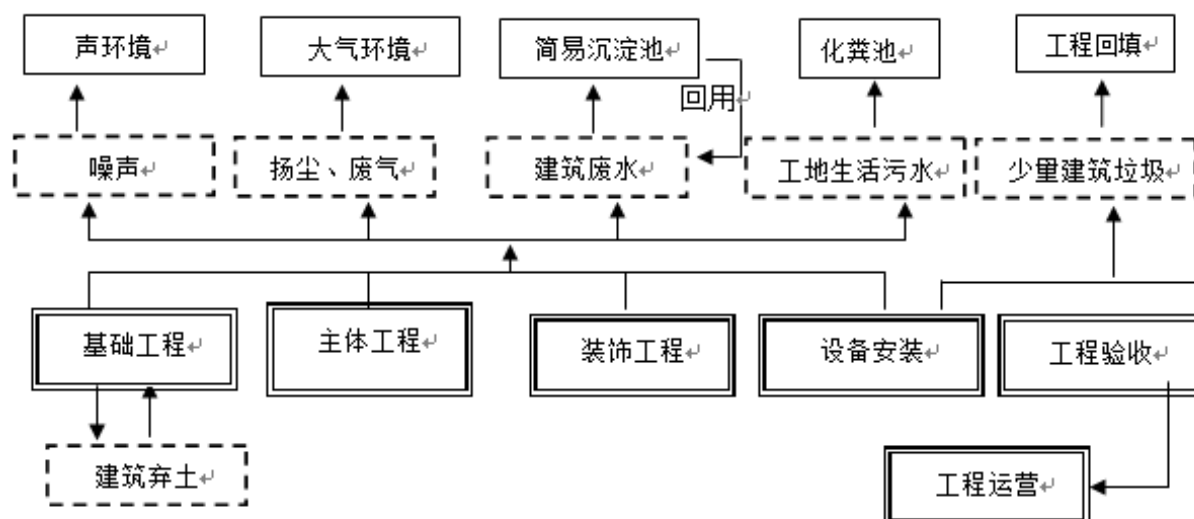 声环境
大气环境
简易沉淀池
化粪池
工程回填
回用
噪声
扬尘、废气
建筑废水
工地生活污水
少量建筑垃圾
基础工程
主体工程
装饰工程
设备安装
工程验收
建筑弃土
工程运营